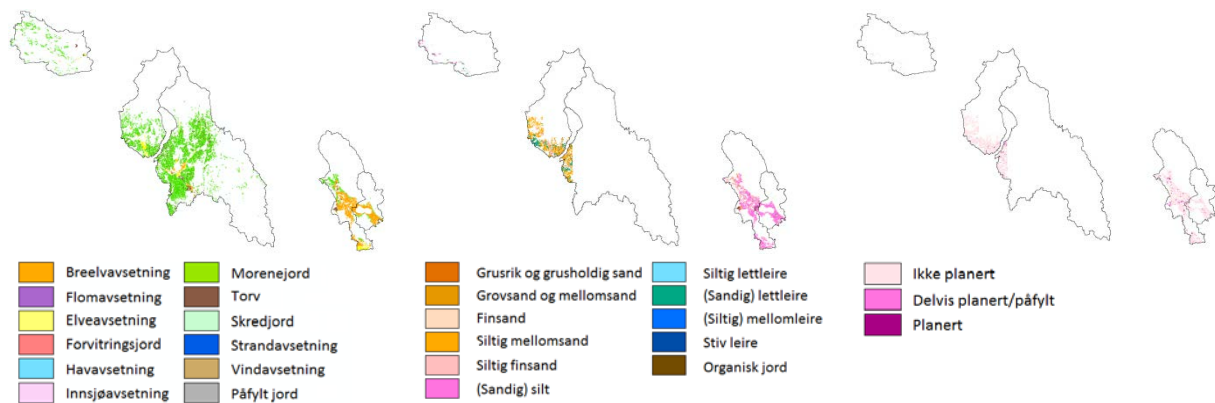 Breelvavsetning
Flomavsetning
Elveavsetning
Forvitringsjord
Havavsetning
Innsjøavsetning
Morenejord
Torv
Skredjord
Strandavsetning
Vindavsetning
Påfylt jord
Grusrik og grusholdig sand
Grovsand og mellomsand
Finsand
Siltig mellomsand
Siltig finsand
(Sandig) silt
Siltig lettleire
(Sandig) lettleire
(Siltig) mellomleire
Stiv leire
Organisk jord
Ikke planert
Delvis planert/påfylt
Planert